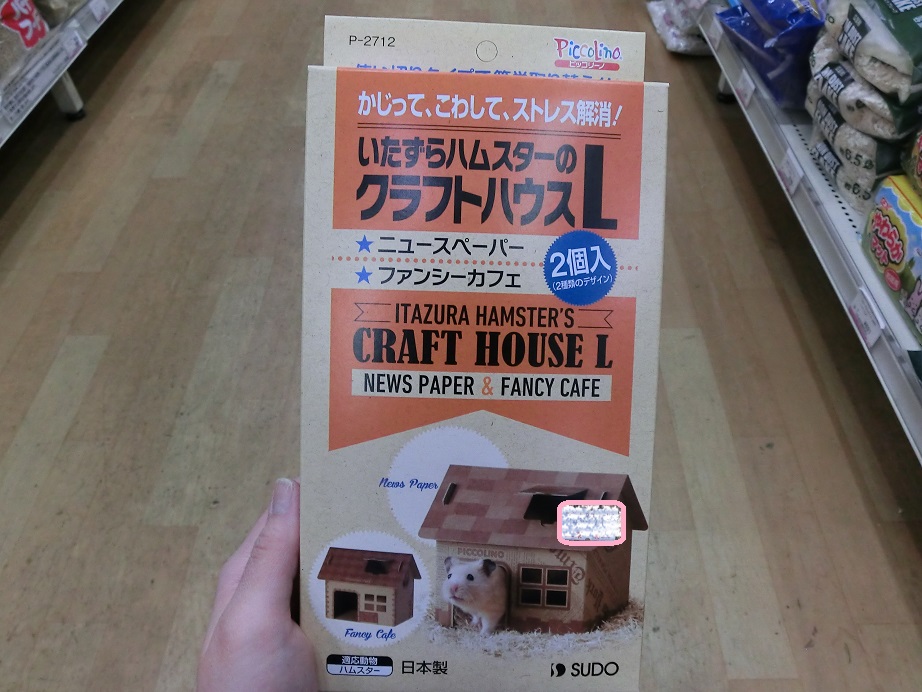 P-2712
Piccolino
ピッコリーノ
かじって、こわして、ストレス解消!
いたずらハムスターの
クラフトハウスL
★ニュースペーパー
★ファンシーカフェ
2個入
(2種類のデザイン)
ITAZURA HAMSTER'S
CRAFT HOUSE L
NEWS PAPER & FANCY CAFE
News Paper
PICCOLINO
Fancy Cafe
適応動物
ハムスター
日本製
SUDO